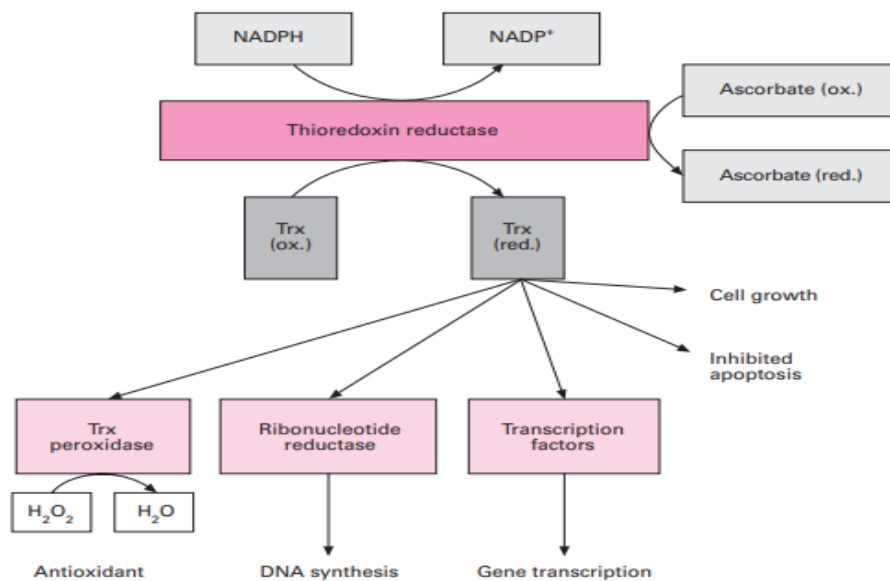 NADPH
NADP⁺
Ascorbate (ox.)
Thioredoxin reductase
Ascorbate (red.)
Trx
(ox.)
Trx
(red.)
Cell growth
Inhibited
apoptosis
Trx
peroxidase
Ribonucleotide
reductase
Transcription
factors
H₂O₂
H₂O
Antioxidant
DNA synthesis
Gene transcription